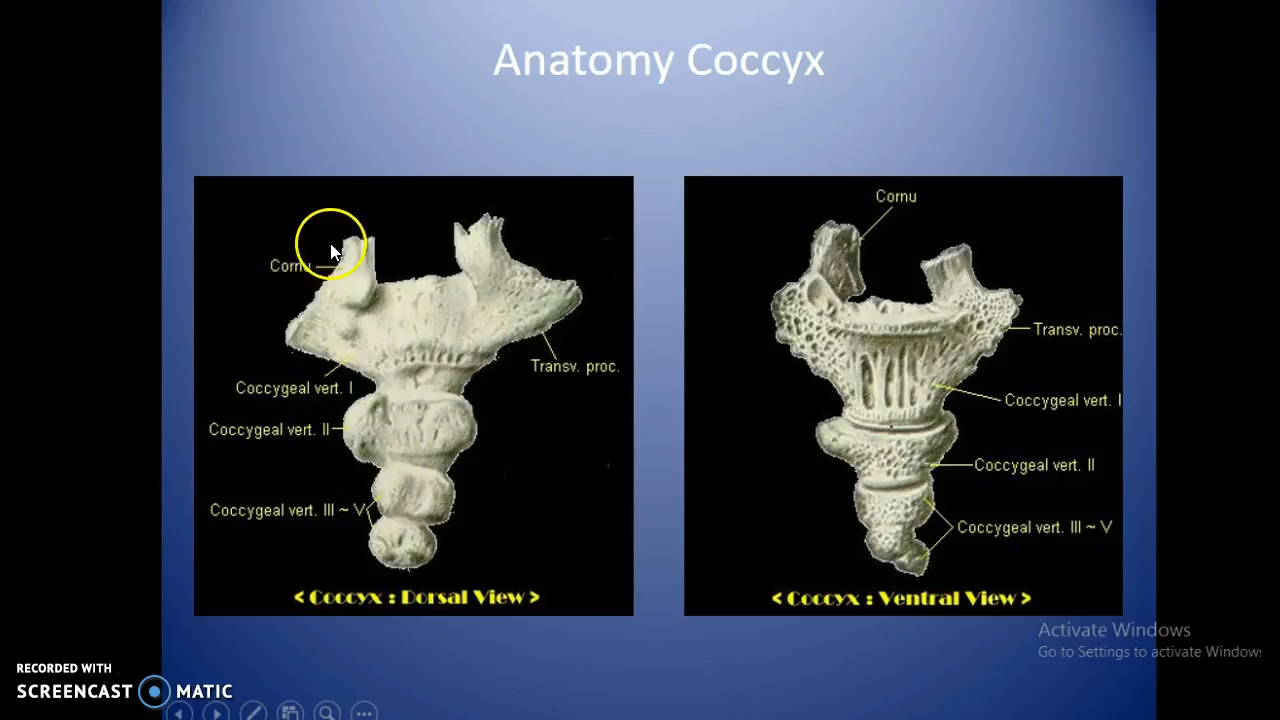 Anatomy Coccyx
Cornu
Transv. proc.
Coccygeal vert. I
Coccygeal vert. II
Coccygeal vert. III ~ V
< Coccyx : Dorsal View >
Cornu
Transv. proc.
Coccygeal vert. I
Coccygeal vert. II
Coccygeal vert. III ~ V
< Coccyx : Ventral View >
Activate Windows
Go to Settings to activate Windows
RECORDED WITH
SCREENCAST MATIC